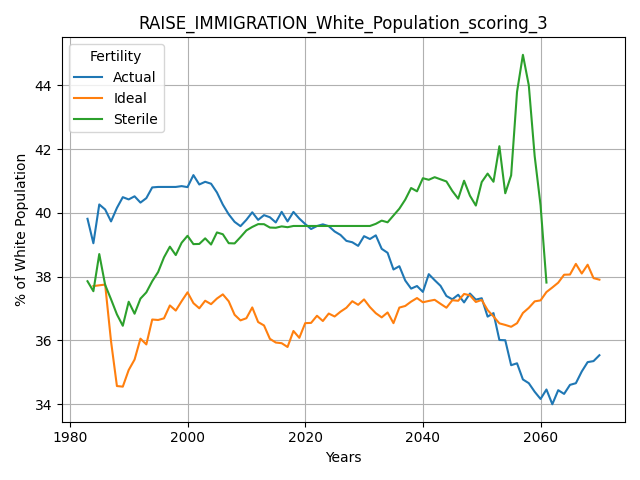 RAISE_IMMIGRATION_White_Population_scoring_3
Fertility
Actual
Ideal
Sterile
% of White Population
44
42
40
38
36
34
1980
2000
2020
2040
2060
Years